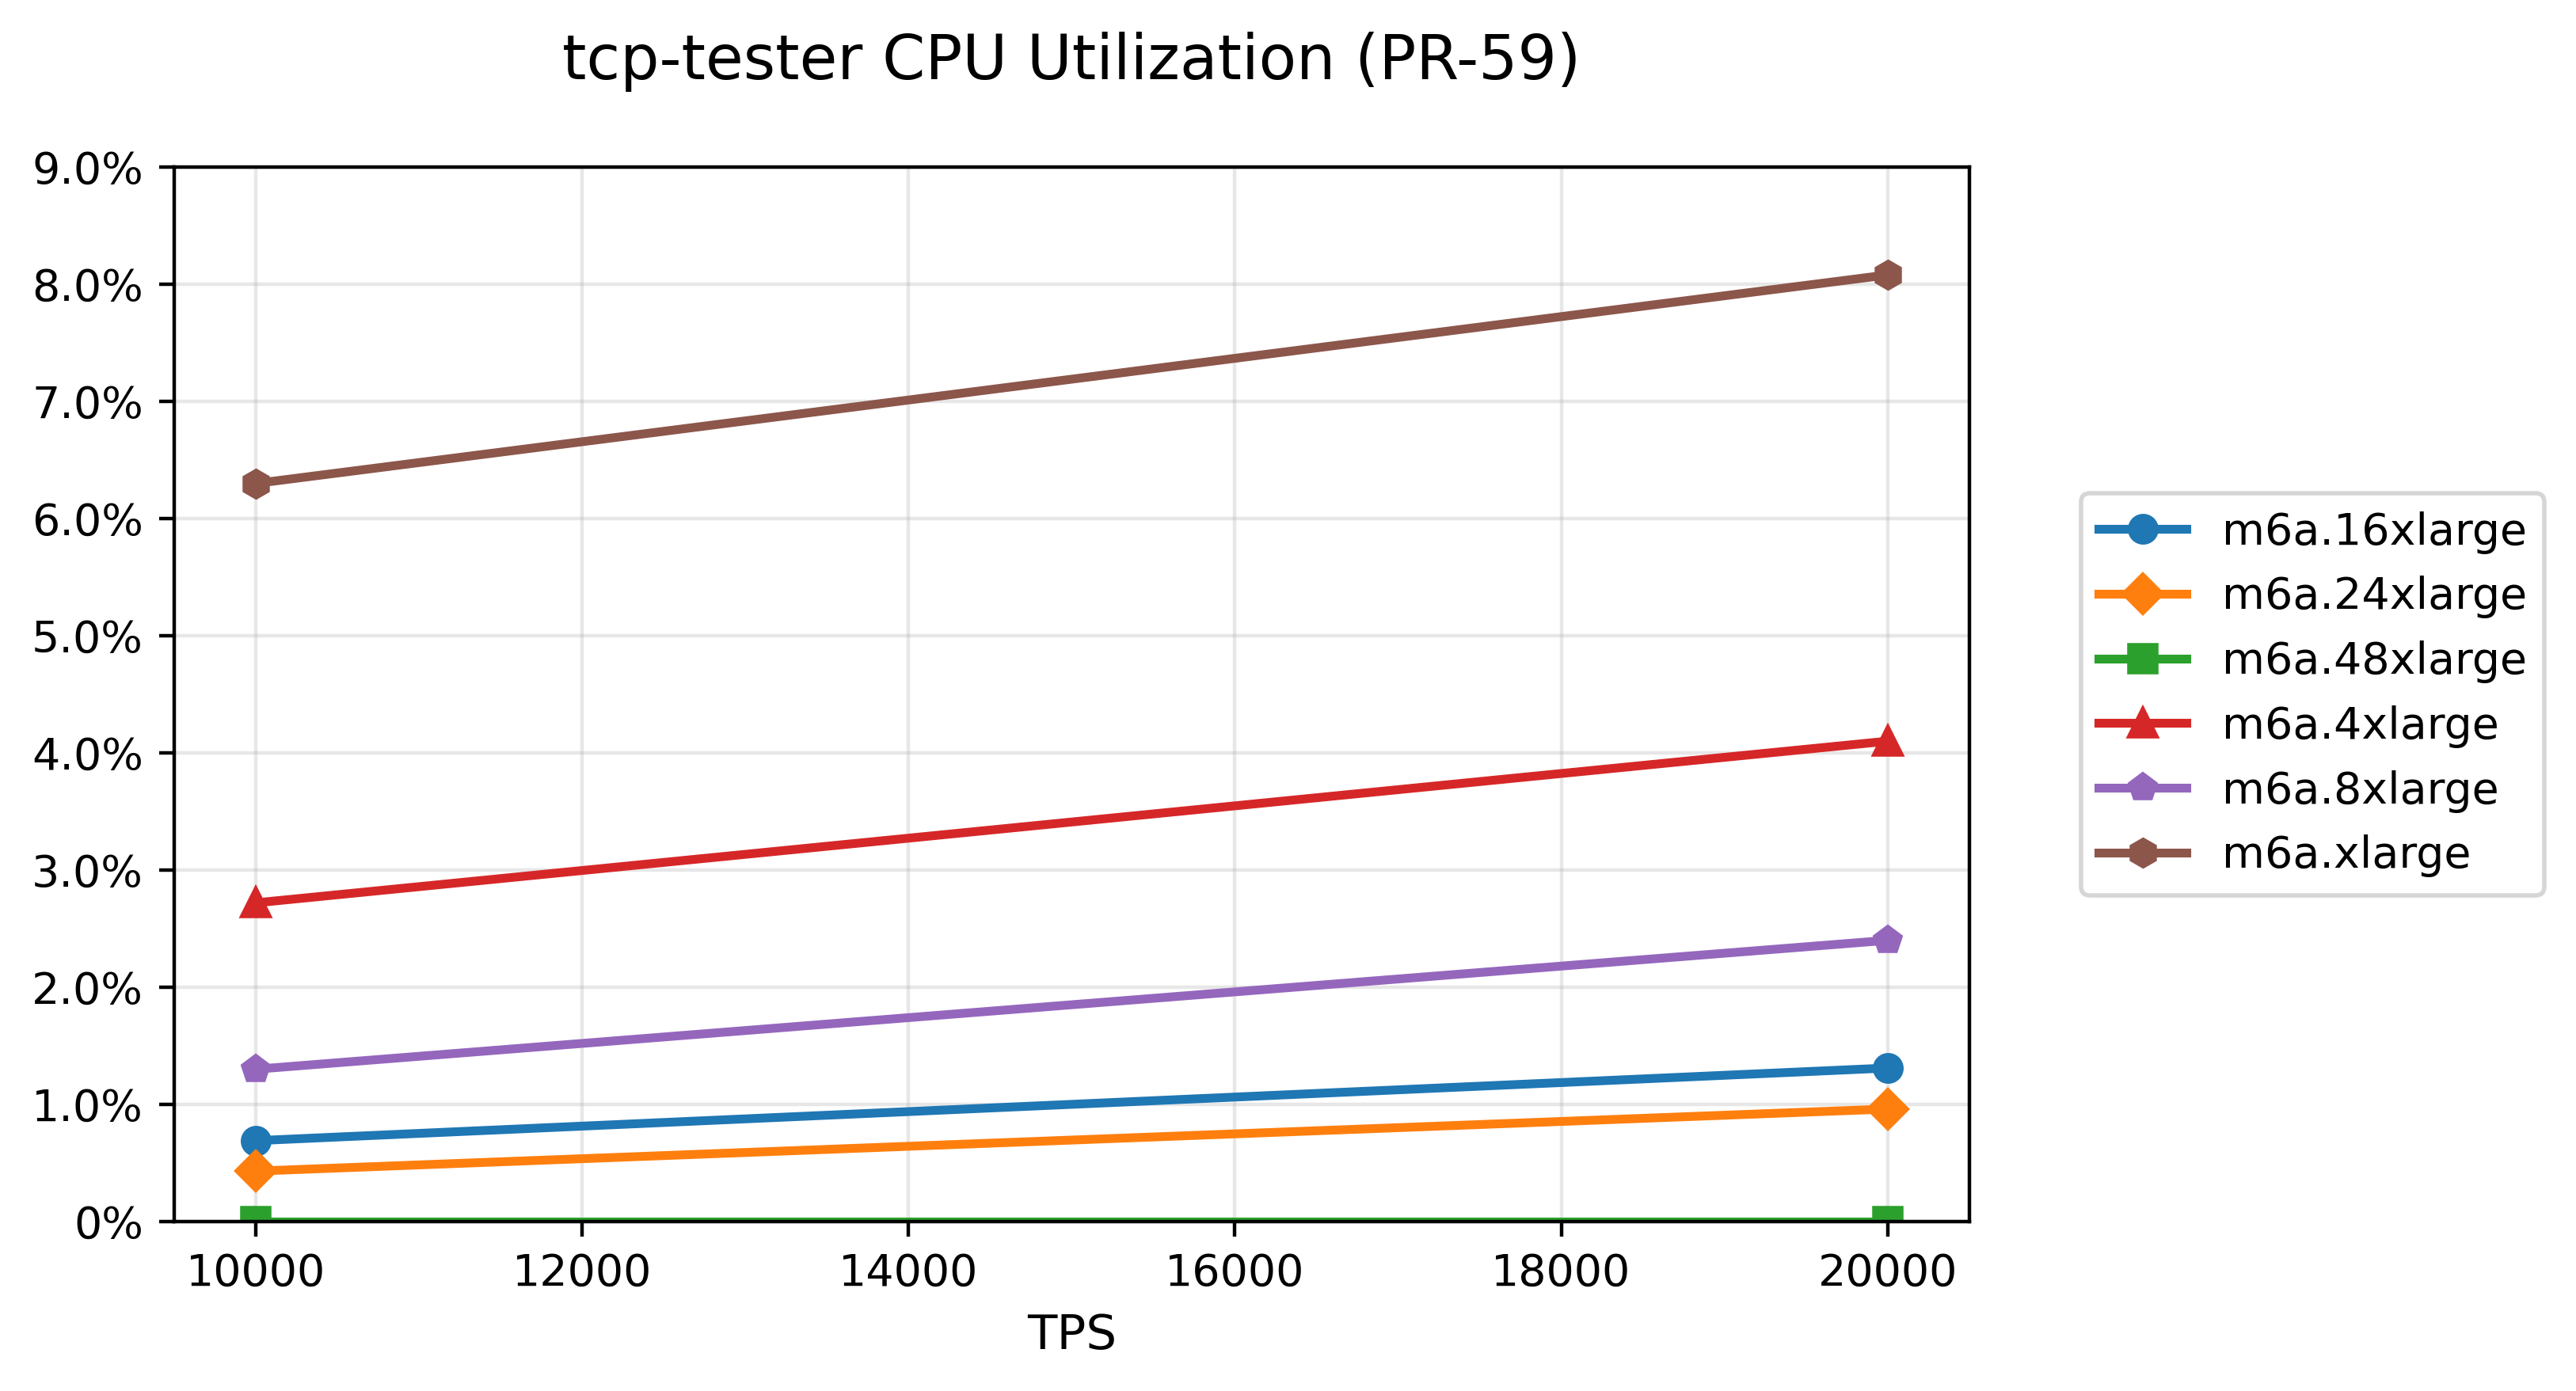 tcp-tester CPU Utilization (PR-59)
9.0%
8.0%
7.0%
6.0%
5.0%
4.0%
3.0%
2.0%
1.0%
0%
10000 12000 14000 16000 18000 20000
TPS
m6a.16xlarge
m6a.24xlarge
m6a.48xlarge
m6a.4xlarge
m6a.8xlarge
m6a.xlarge